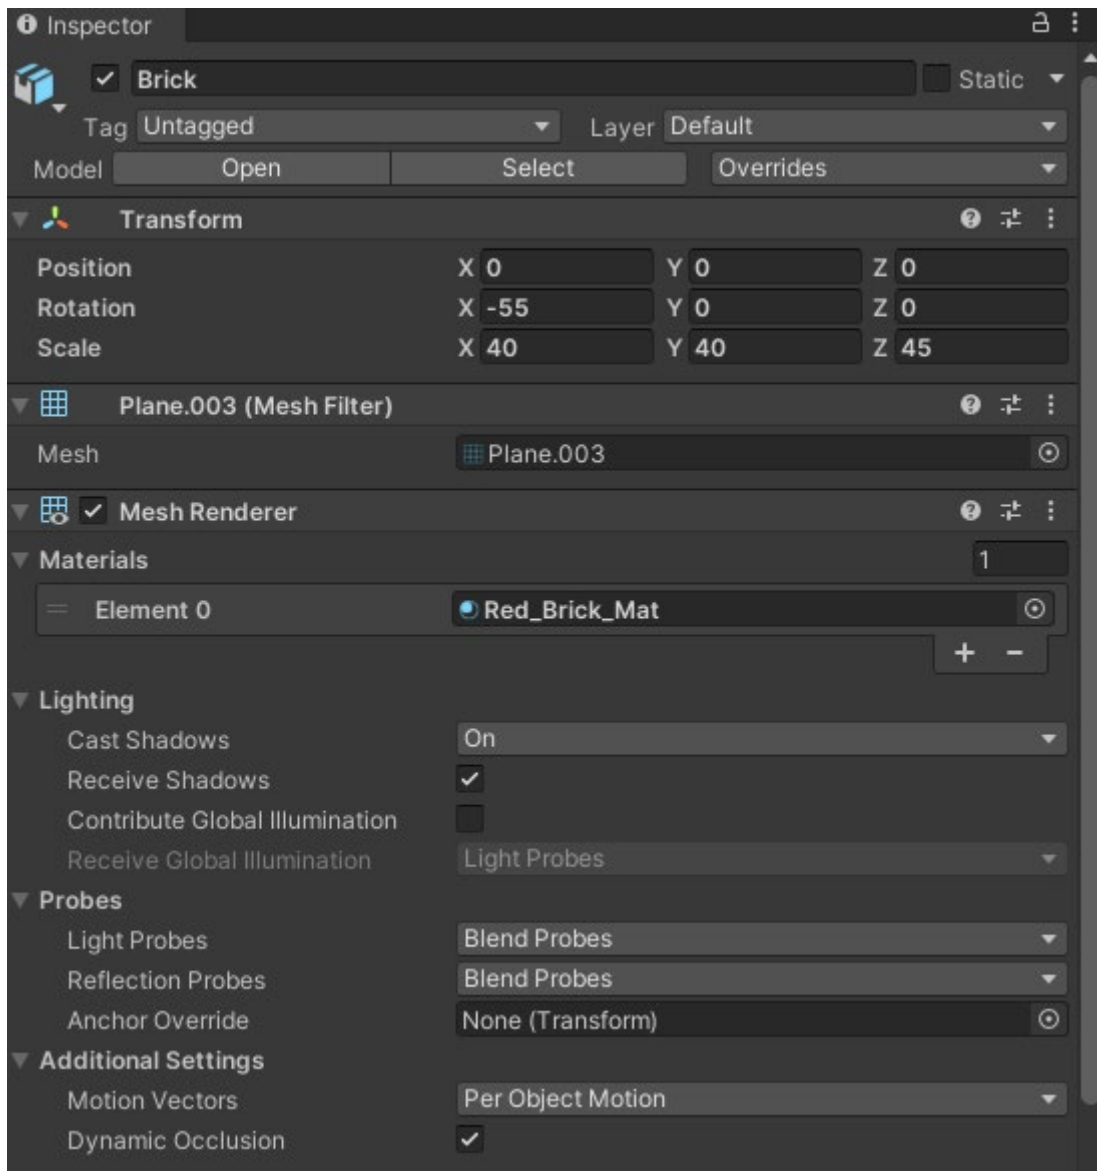 Inspector
Brick Static
Tag Untagged Layer Default
Model Open Select Overrides
Transform
Position X 0 Y 0 Z 0
Rotation X -55 Y 0 Z 0
Scale X 40 Y 40 Z 45
Plane.003 (Mesh Filter)
Mesh Plane.003
Mesh Renderer
Materials 1
Element 0 Red_Brick_Mat
+ -
Lighting
Cast Shadows On
Receive Shadows
Contribute Global Illumination
Receive Global Illumination Light Probes
Probes
Light Probes Blend Probes
Reflection Probes Blend Probes
Anchor Override None (Transform)
Additional Settings
Motion Vectors Per Object Motion
Dynamic Occlusion